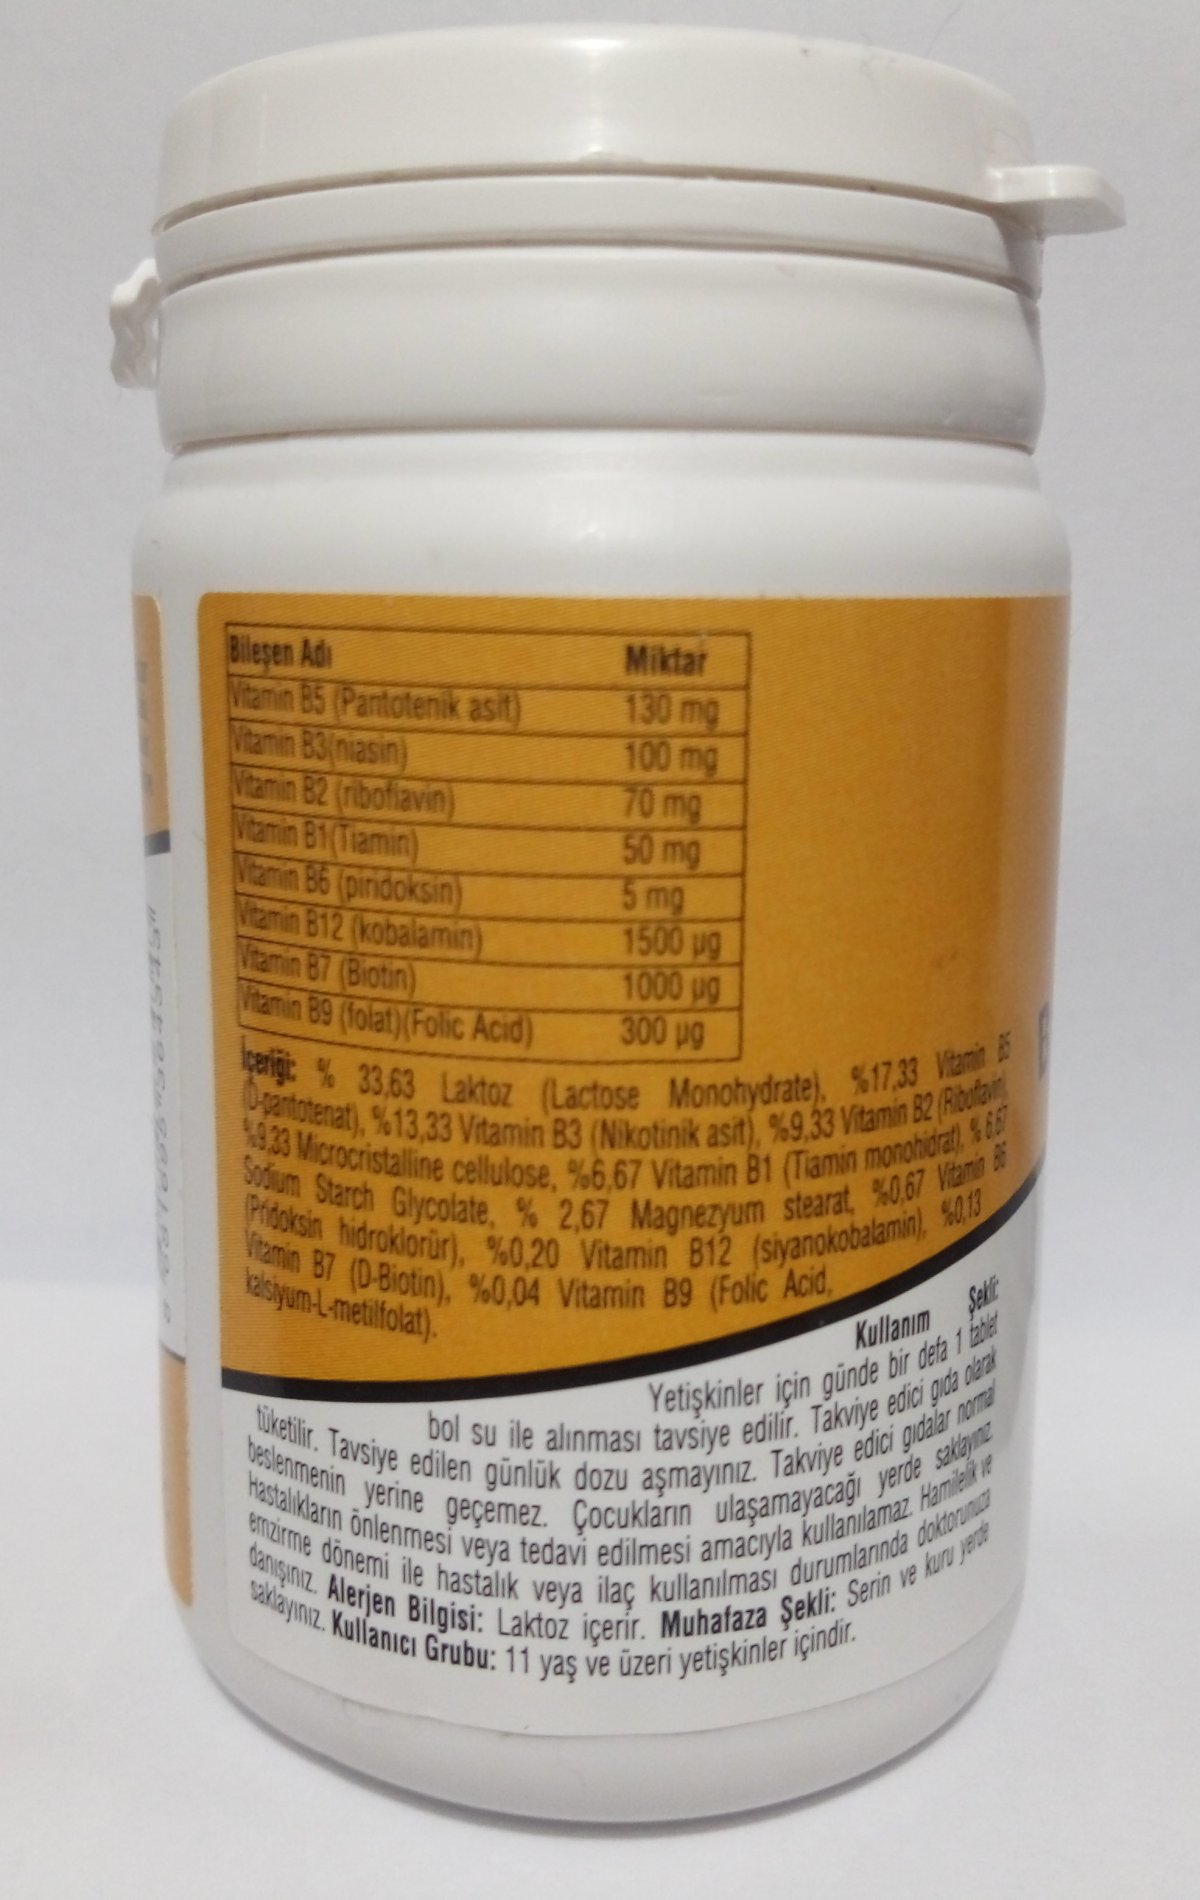 Bileşen Adı Miktar
Vitamin B5 (Pantotenik asit) 130 mg
Vitamin B3(niasin) 100 mg
Vitamin B2 (riboflavin) 70 mg
Vitamin B1(Tiamin) 50 mg
Vitamin B6 (piridoksin) 5 mg
Vitamin B12 (kobalamin) 1500 µg
Vitamin B7 (Biotin) 1000 µg
Vitamin B9 (folat)(Folic Acid) 300 µg
İçeriği: % 33,63 Laktoz (Lactose Monohydrate), %17,33 Vitamin B5
(D-pantotenat), %13,33 Vitamin B3 (Nikotinik asit), %9,33 Vitamin B2 (Riboflavin),
%9,33 Microcristalline cellulose, %6,67 Vitamin B1 (Tiamin monohidrat), % 6,67
Sodium Starch Glycolate, % 2,67 Magnezyum stearat, %0,67 Vitamin B6
(Pridoksin hidroklorür), %0,20 Vitamin B12 (siyanokobalamin), %0,13
Vitamin B7 (D-Biotin), %0,04 Vitamin B9 (Folic Acid,
kalsiyum-L-metilfolat).
Kullanım Şekli:
Yetişkinler için günde bir defa 1 tablet
bol su ile alınması tavsiye edilir. Takviye edici gıda olarak
tüketilir. Tavsiye edilen günlük dozu aşmayınız. Takviye edici gıdalar normal
beslenmenin yerine geçemez. Çocukların ulaşamayacağı yerde saklayınız.
Hastalıkların önlenmesi veya tedavi edilmesi amacıyla kullanılamaz. Hamilelik ve
emzirme dönemi ile hastalık veya ilaç kullanılması durumlarında doktorunuza
danışınız. Alerjen Bilgisi: Laktoz içerir. Muhafaza Şekli: Serin ve kuru yerde
saklayınız. Kullanıcı Grubu: 11 yaş ve üzeri yetişkinler içindir.